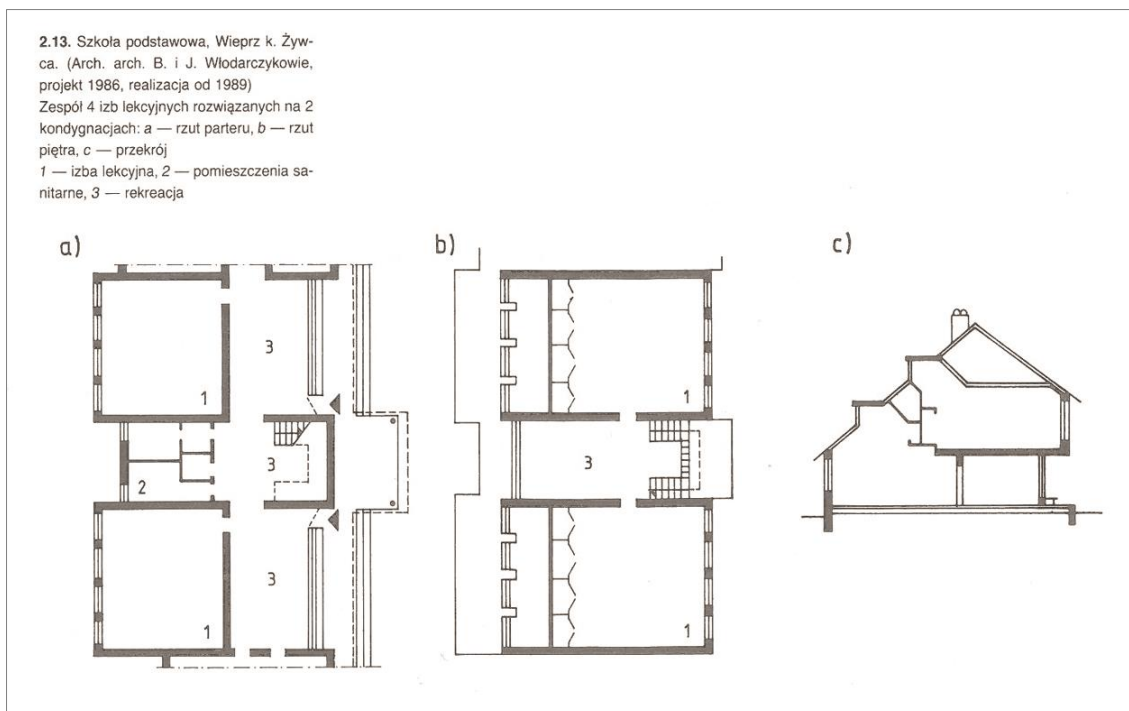 2.13. Szkoła podstawowa, Wieprz k. Żyw-
ca. (Arch. arch. B. i J. Włodarczykowie,
projekt 1986, realizacja od 1989)
Zespół 4 izb lekcyjnych rozwiązanych na 2
kondygnacjach: a — rzut parteru, b — rzut
piętra, c — przekrój
1 — izba lekcyjna, 2 — pomieszczenia sa-
nitarne, 3 — rekreacja
a)
3
1
3
2
3
1
b)
1
3
1
c)